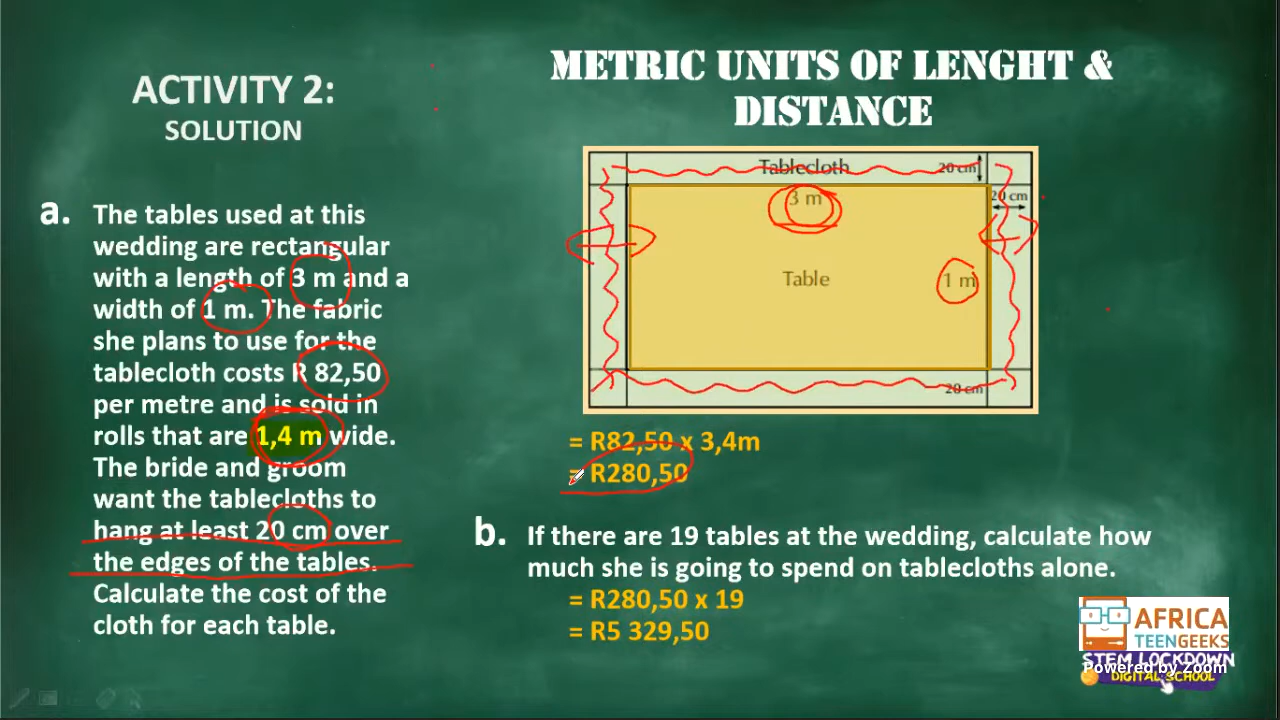 ACTIVITY 2:
SOLUTION
METRIC UNITS OF LENGHT &
DISTANCE
a. The tables used at this
wedding are rectangular
with a length of 3 m and a
width of 1 m. The fabric
she plans to use for the
tablecloth costs R 82,50
per metre and is sold in
rolls that are 1,4 m wide.
The bride and groom
want the tablecloths to
hang at least 20 cm over
the edges of the tables.
Calculate the cost of the
cloth for each table.
Tablecloth
20 cm
3 m
20 cm
Table
1 m
20 cm
= R82,50 x 3,4m
= R280,50
b. If there are 19 tables at the wedding, calculate how
much she is going to spend on tablecloths alone.
= R280,50 x 19
= R5 329,50
AFRICA
TEENGEEKS
STEM LOCKDOWN
Powered by Zoom
DIGITAL SCHOOL